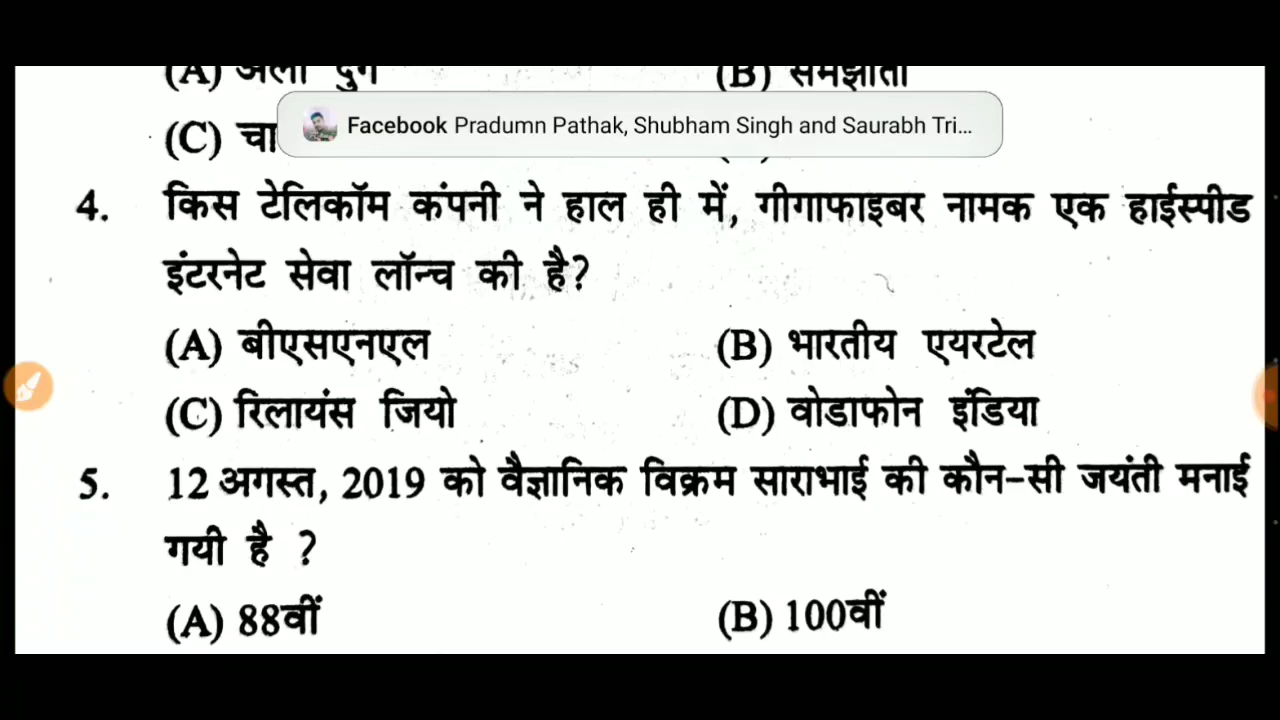 (A) अली दुर्ग (B) समझौता
Facebook Pradumn Pathak, Shubham Singh and Saurabh Tri...
(C) चा
4. किस टेलिकॉम कंपनी ने हाल ही में, गीगाफाइबर नामक एक हाईस्पीड
इंटरनेट सेवा लॉन्च की है?
(A) बीएसएनएल (B) भारतीय एयरटेल
(C) रिलायंस जियो (D) वोडाफोन इंडिया
5. 12 अगस्त, 2019 को वैज्ञानिक विक्रम साराभाई की कौन-सी जयंती मनाई
गयी है ?
(A) 88वीं (B) 100वीं